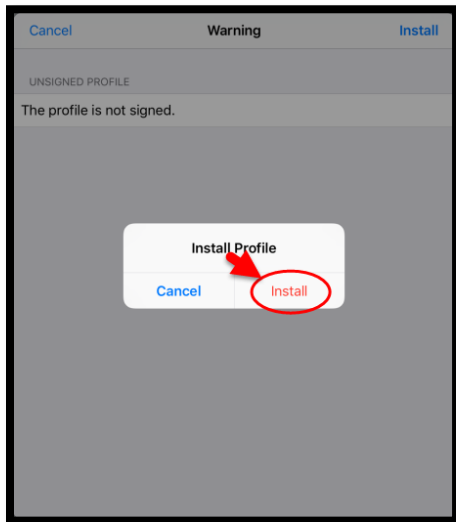 Cancel Warning Install
UNSIGNED PROFILE
The profile is not signed.
Install Profile
Cancel Install